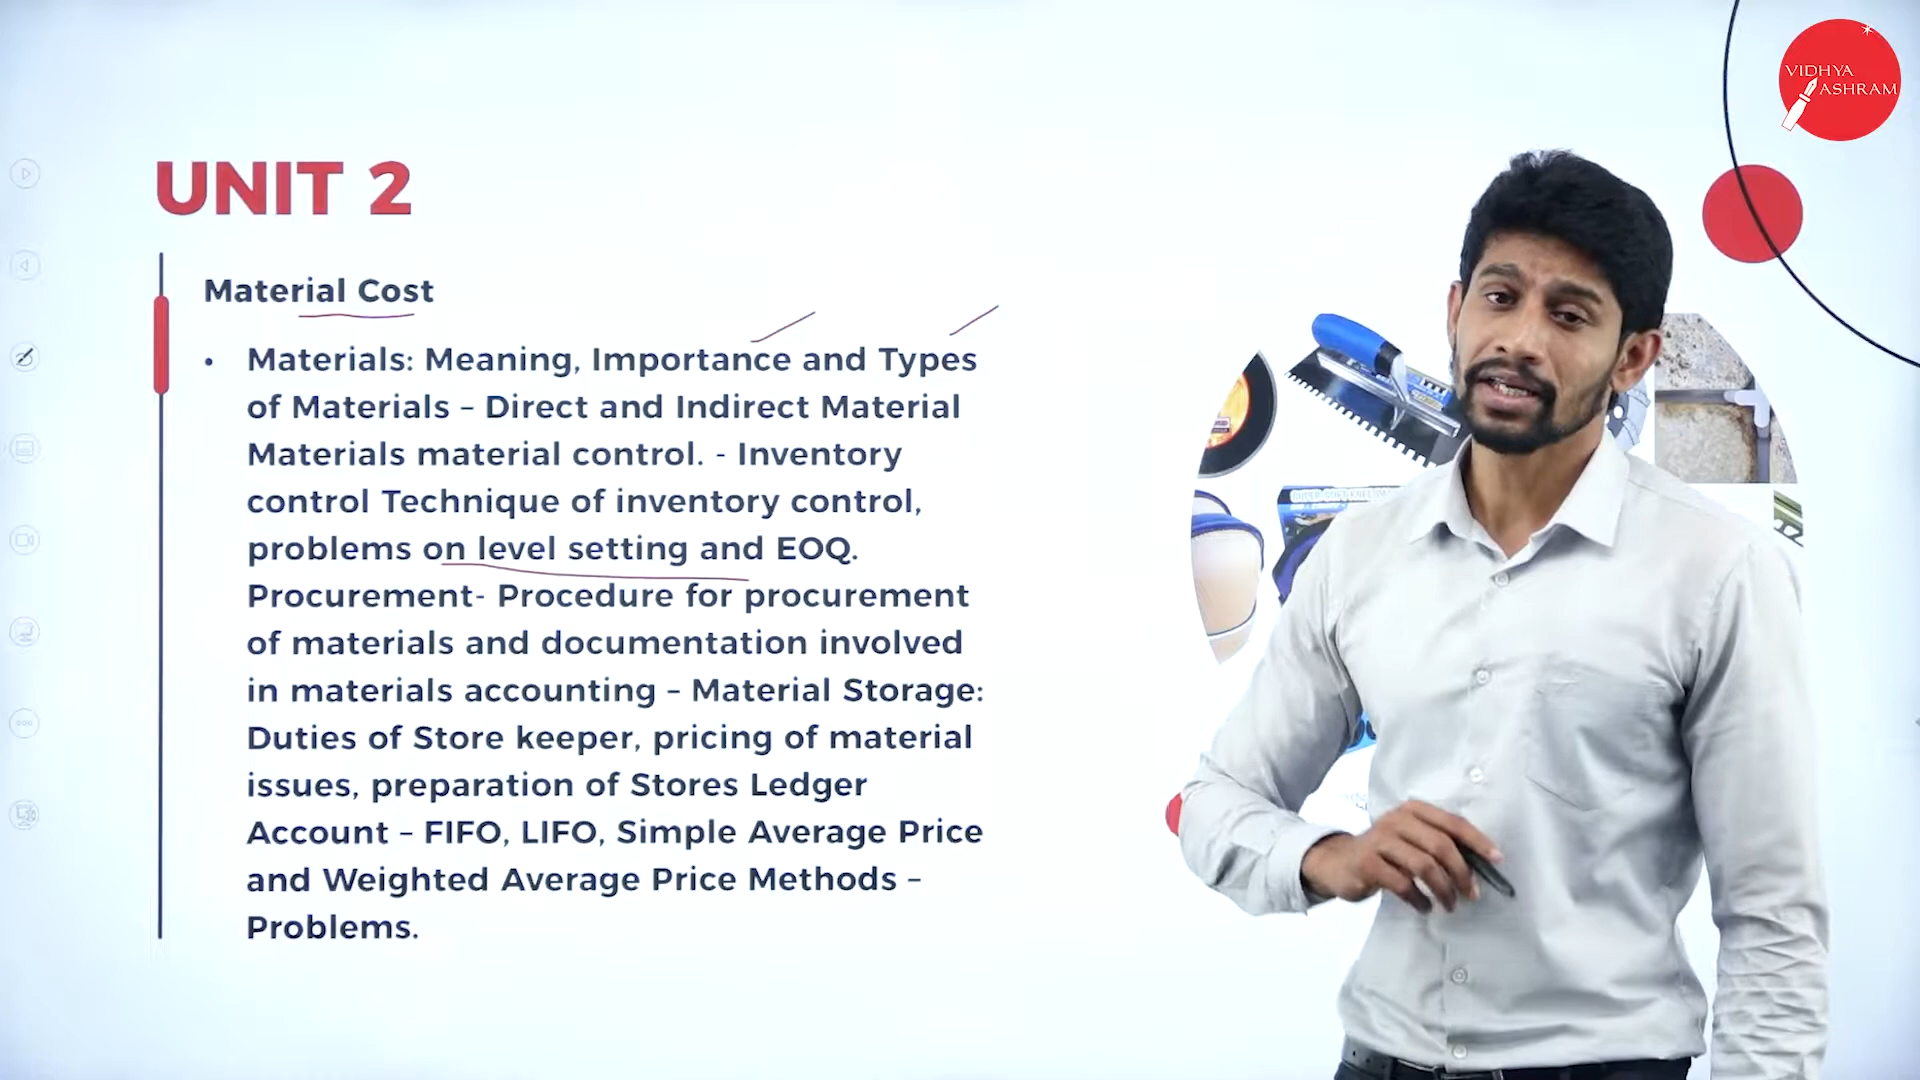 VIDHYA
ASHRAM
UNIT 2
Material Cost
• Materials: Meaning, Importance and Types
of Materials – Direct and Indirect Material
Materials material control. - Inventory
control Technique of inventory control,
problems on level setting and EOQ.
Procurement- Procedure for procurement
of materials and documentation involved
in materials accounting – Material Storage:
Duties of Store keeper, pricing of material
issues, preparation of Stores Ledger
Account – FIFO, LIFO, Simple Average Price
and Weighted Average Price Methods –
Problems.